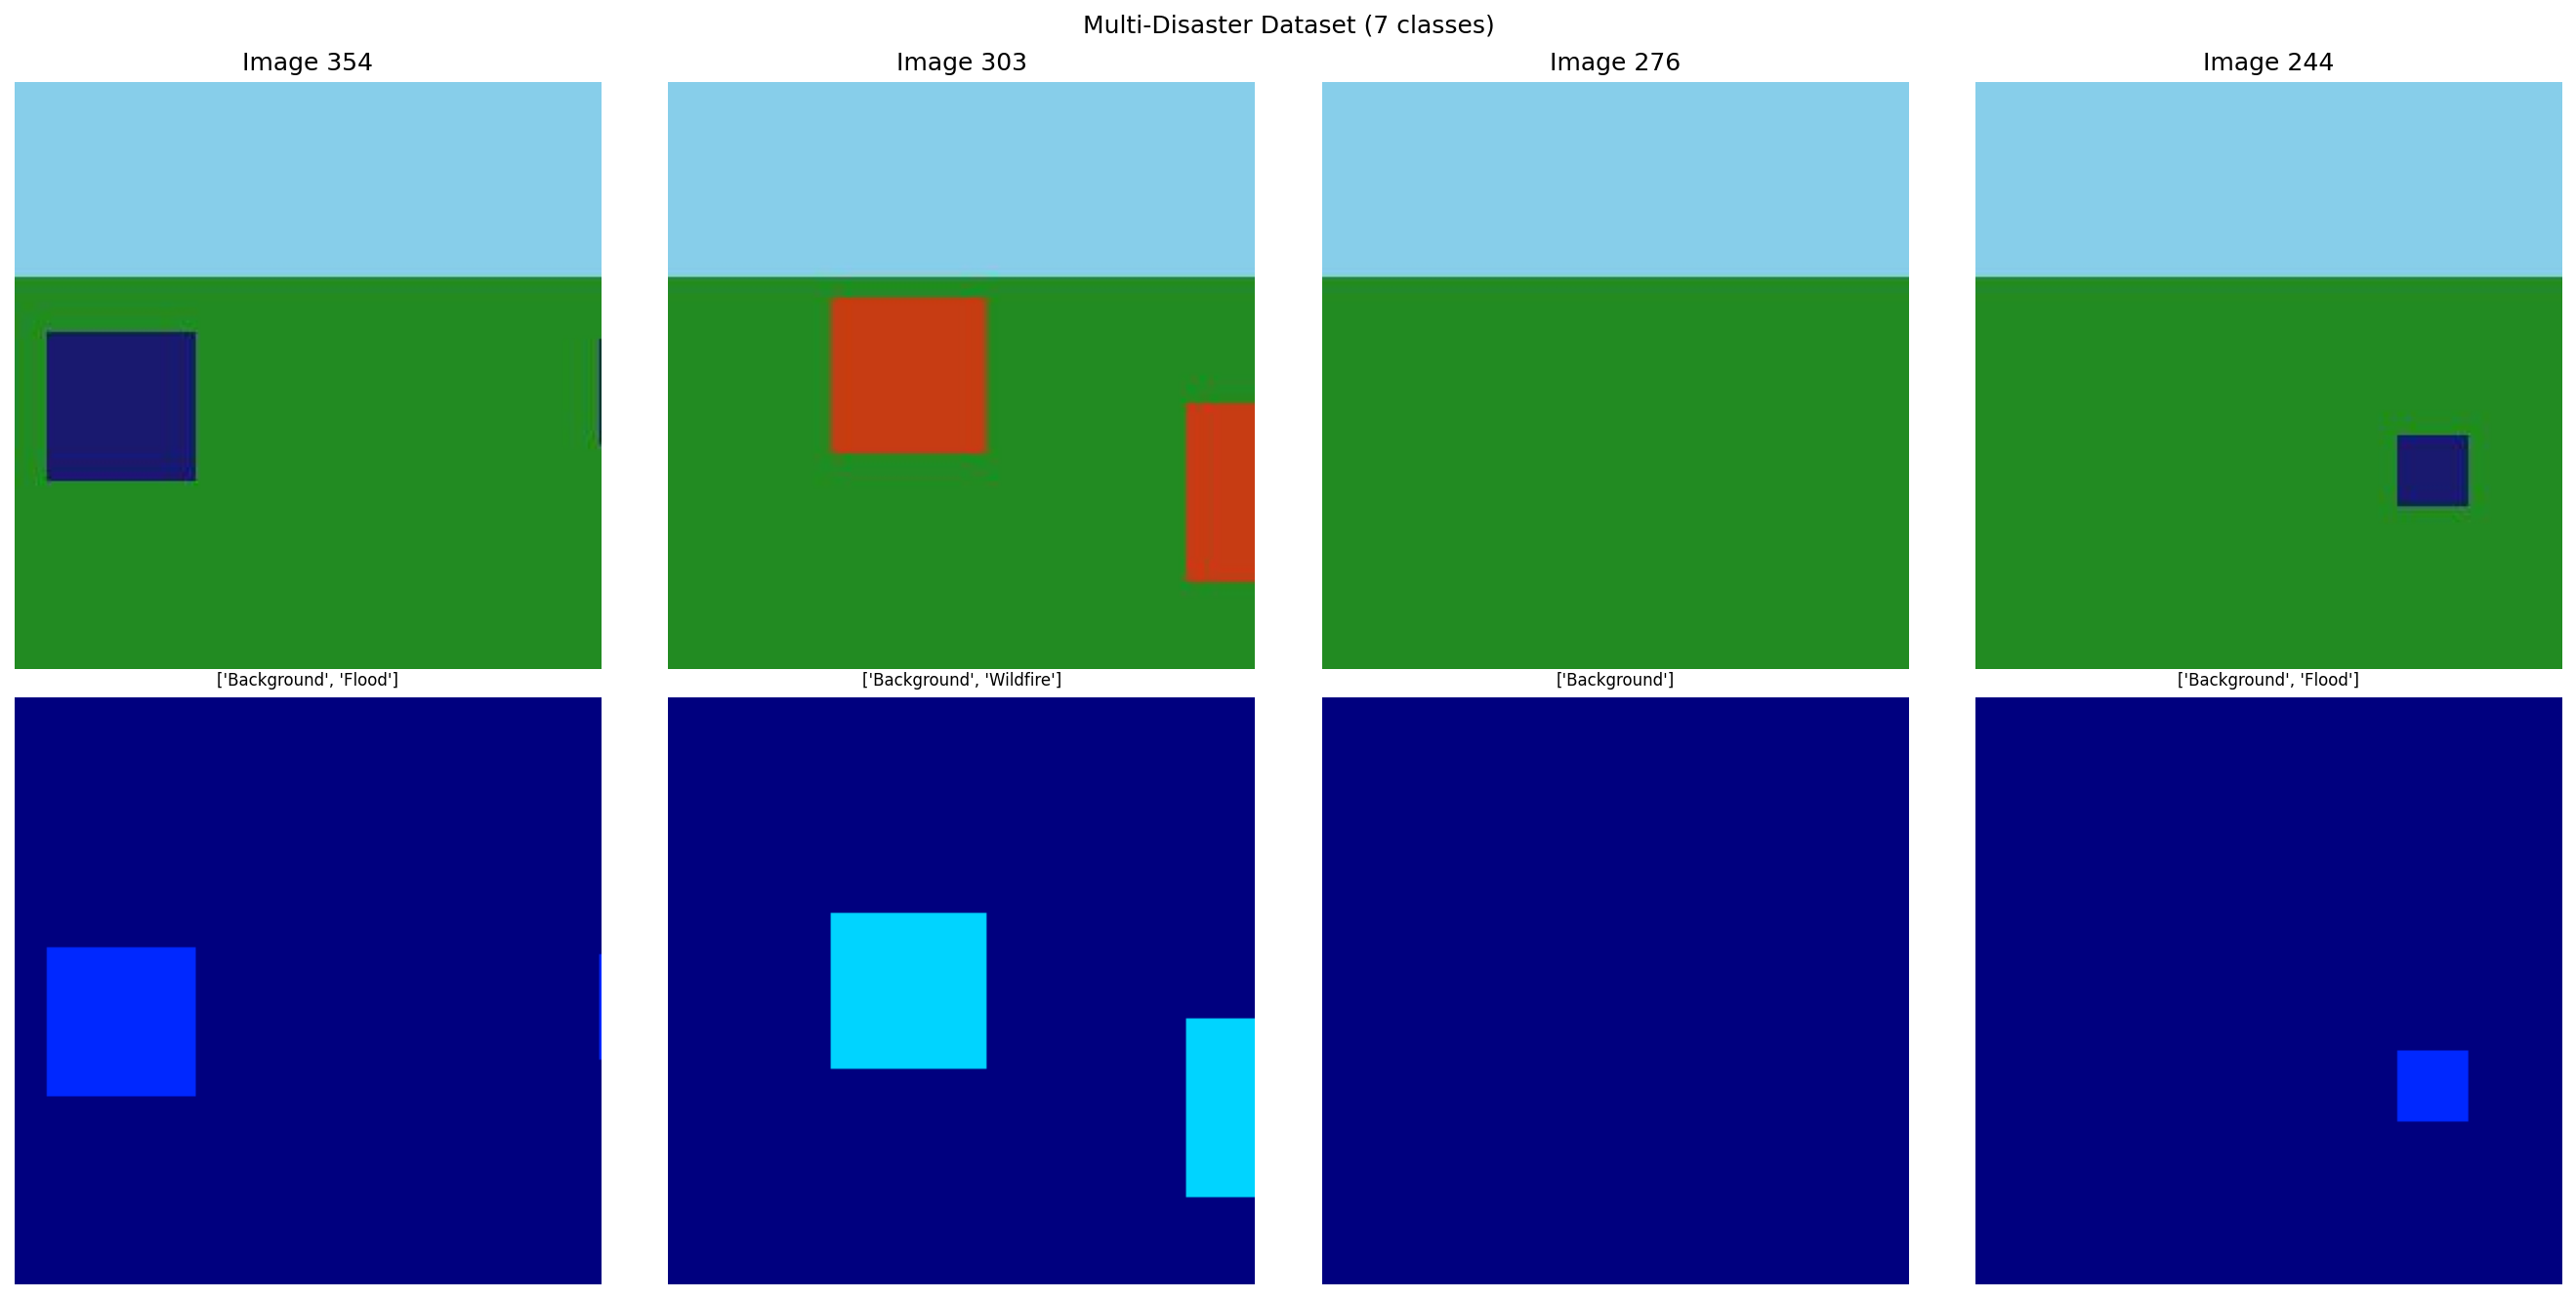 Multi-Disaster Dataset (7 classes)
Image 354
Image 303
Image 276
Image 244
['Background', 'Flood']
['Background', 'Wildfire']
['Background']
['Background', 'Flood']